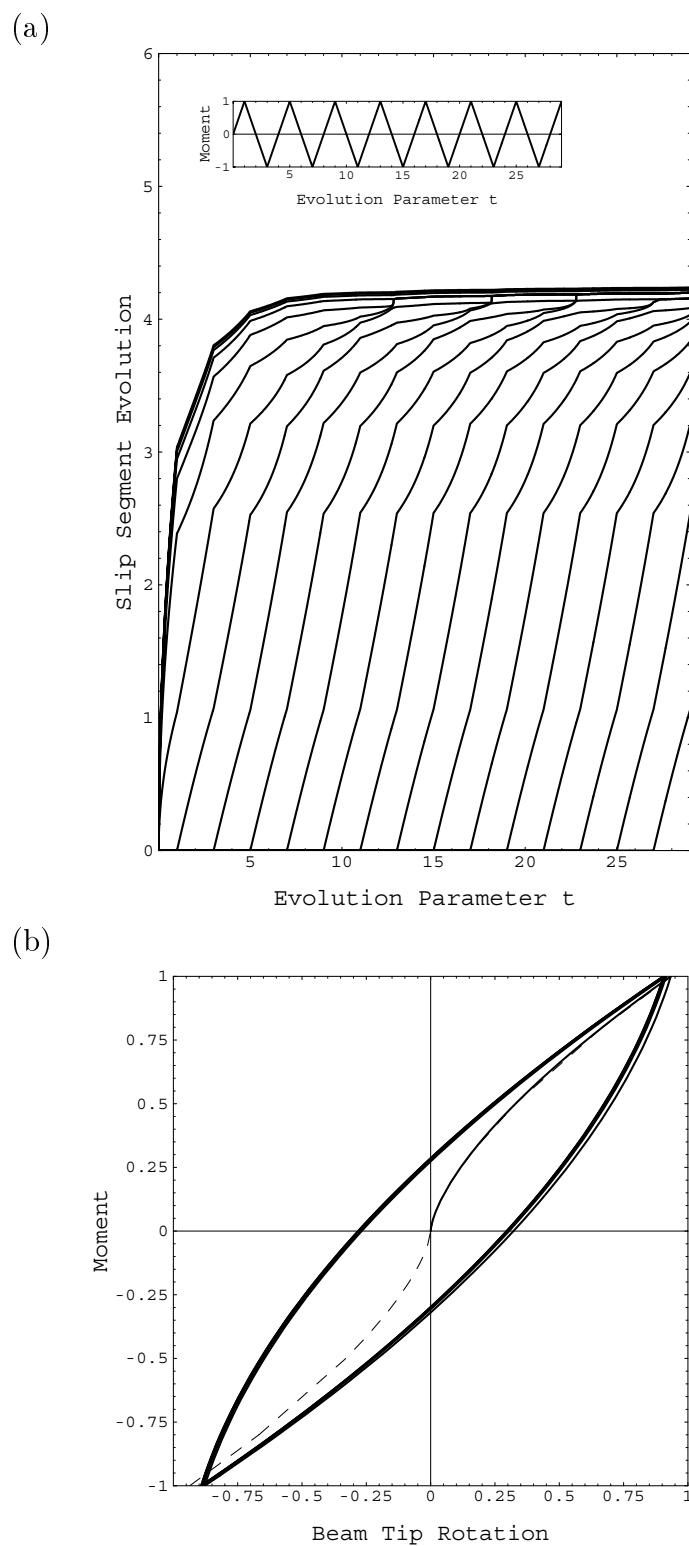 (a)
6
5
4
3
2
1
0
Slip Segment Evolution
1
0
-1
Moment
5 10 15 20 25
Evolution Parameter t
5 10 15 20 25
Evolution Parameter t
(b)
1
0.75
0.5
0.25
0
-0.25
-0.5
-0.75
-1
Moment
-0.75 -0.5 -0.25 0 0.25 0.5 0.75 1
Beam Tip Rotation